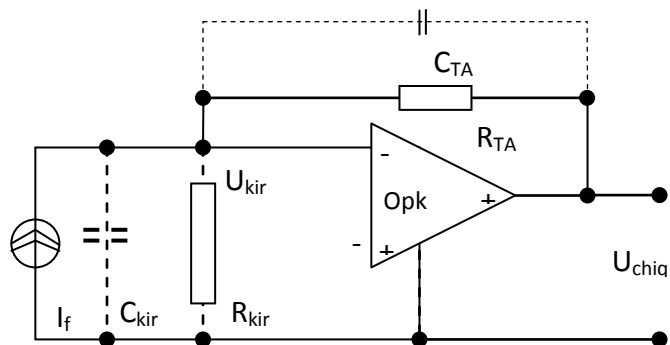 C_TA
R_TA
U_kir
-
Opk
+
-
+
U_chiq
I_f
C_kir
R_kir